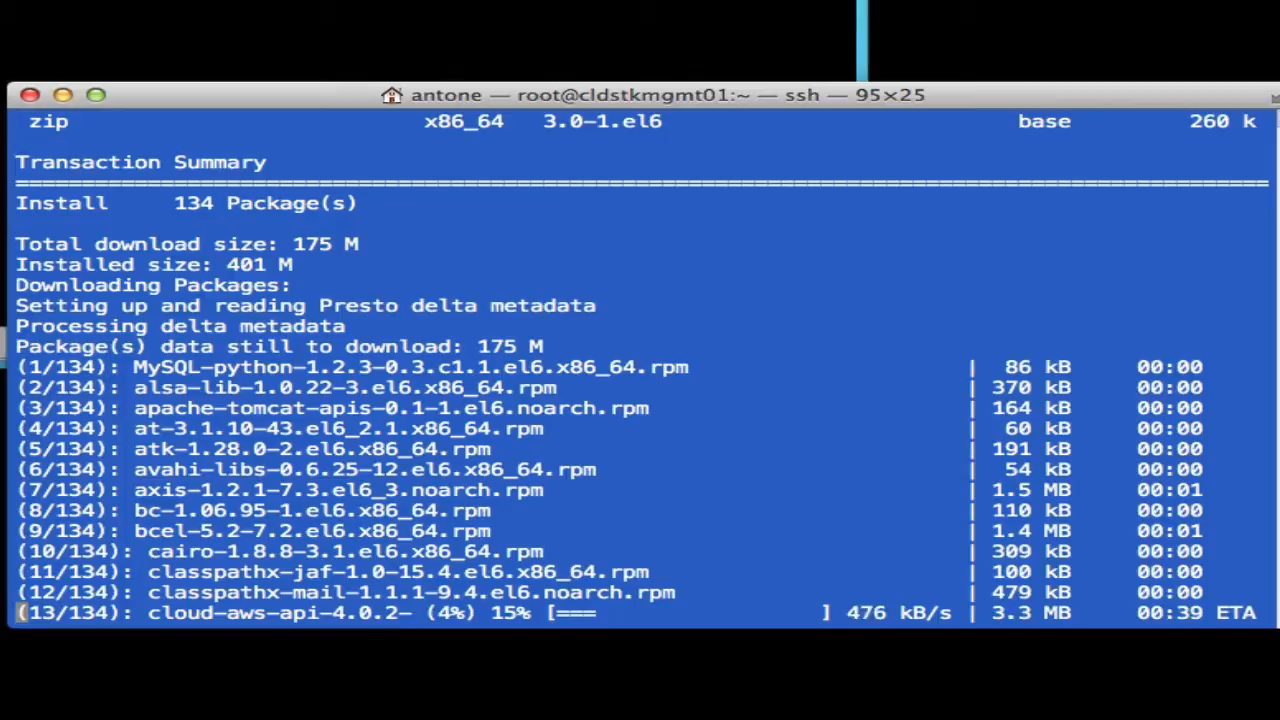 antone — root@cldstkmgmt01:~ — ssh — 95×25
zip x86_64 3.0-1.el6 base 260 k
Transaction Summary
================================================================================
Install 134 Package(s)
Total download size: 175 M
Installed size: 401 M
Downloading Packages:
Setting up and reading Presto delta metadata
Processing delta metadata
Package(s) data still to download: 175 M
(1/134): MySQL-python-1.2.3-0.3.c1.1.el6.x86_64.rpm | 86 kB 00:00
(2/134): alsa-lib-1.0.22-3.el6.x86_64.rpm | 370 kB 00:00
(3/134): apache-tomcat-apis-0.1-1.el6.noarch.rpm | 164 kB 00:00
(4/134): at-3.1.10-43.el6_2.1.x86_64.rpm | 60 kB 00:00
(5/134): atk-1.28.0-2.el6.x86_64.rpm | 191 kB 00:00
(6/134): avahi-libs-0.6.25-12.el6.x86_64.rpm | 54 kB 00:00
(7/134): axis-1.2.1-7.3.el6_3.noarch.rpm | 1.5 MB 00:01
(8/134): bc-1.06.95-1.el6.x86_64.rpm | 110 kB 00:00
(9/134): bcel-5.2-7.2.el6.x86_64.rpm | 1.4 MB 00:01
(10/134): cairo-1.8.8-3.1.el6.x86_64.rpm | 309 kB 00:00
(11/134): classpathx-jaf-1.0-15.4.el6.x86_64.rpm | 100 kB 00:00
(12/134): classpathx-mail-1.1.1-9.4.el6.noarch.rpm | 479 kB 00:00
(13/134): cloud-aws-api-4.0.2- (4%) 15% [=== ] 476 kB/s | 3.3 MB 00:39 ETA